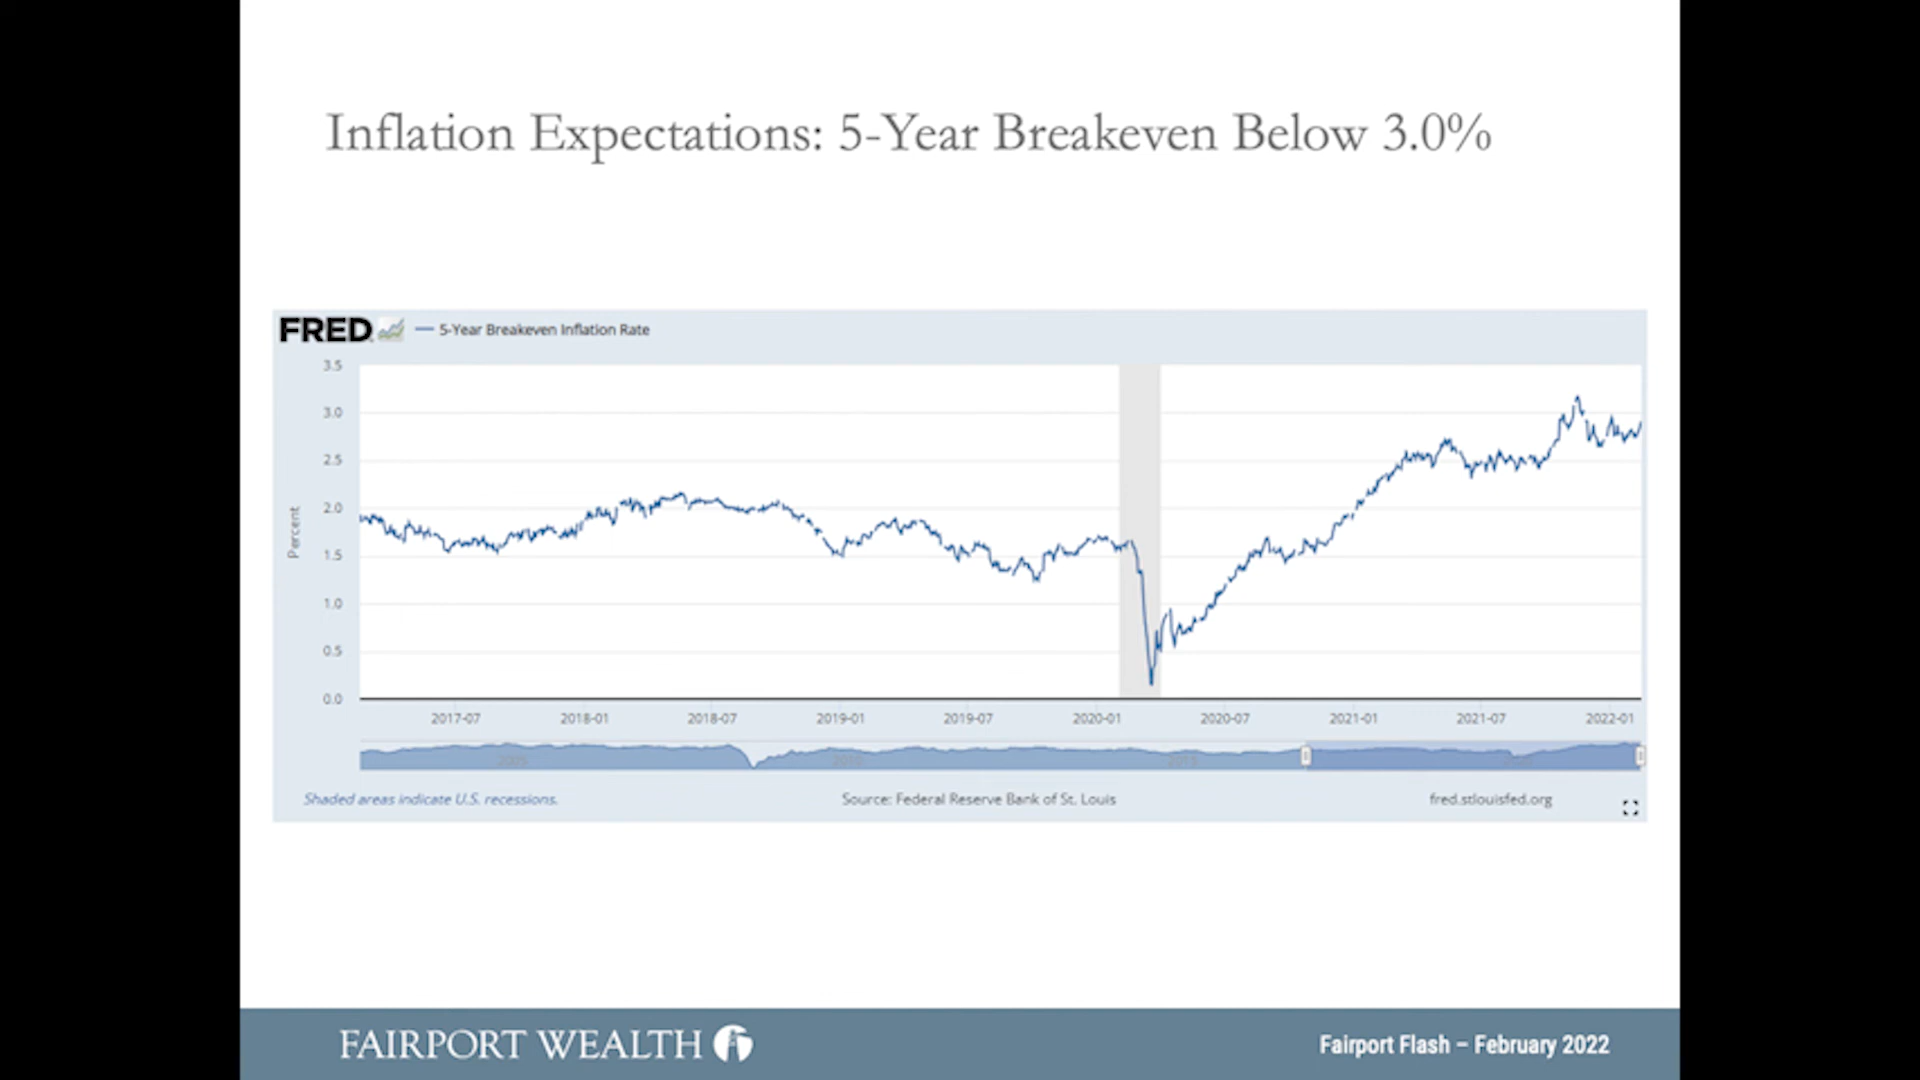 Inflation Expectations: 5-Year Breakeven Below 3.0%
FRED 5-Year Breakeven Inflation Rate
3.5
3.0
2.5
2.0
1.5
1.0
0.5
0.0
Percent
2017-07 2018-01 2018-07 2019-01 2019-07 2020-01 2020-07 2021-01 2021-07 2022-01
2005 2010 2015
Shaded areas indicate U.S. recessions. Source: Federal Reserve Bank of St. Louis fred.stlouisfed.org
FAIRPORT WEALTH Fairport Flash – February 2022